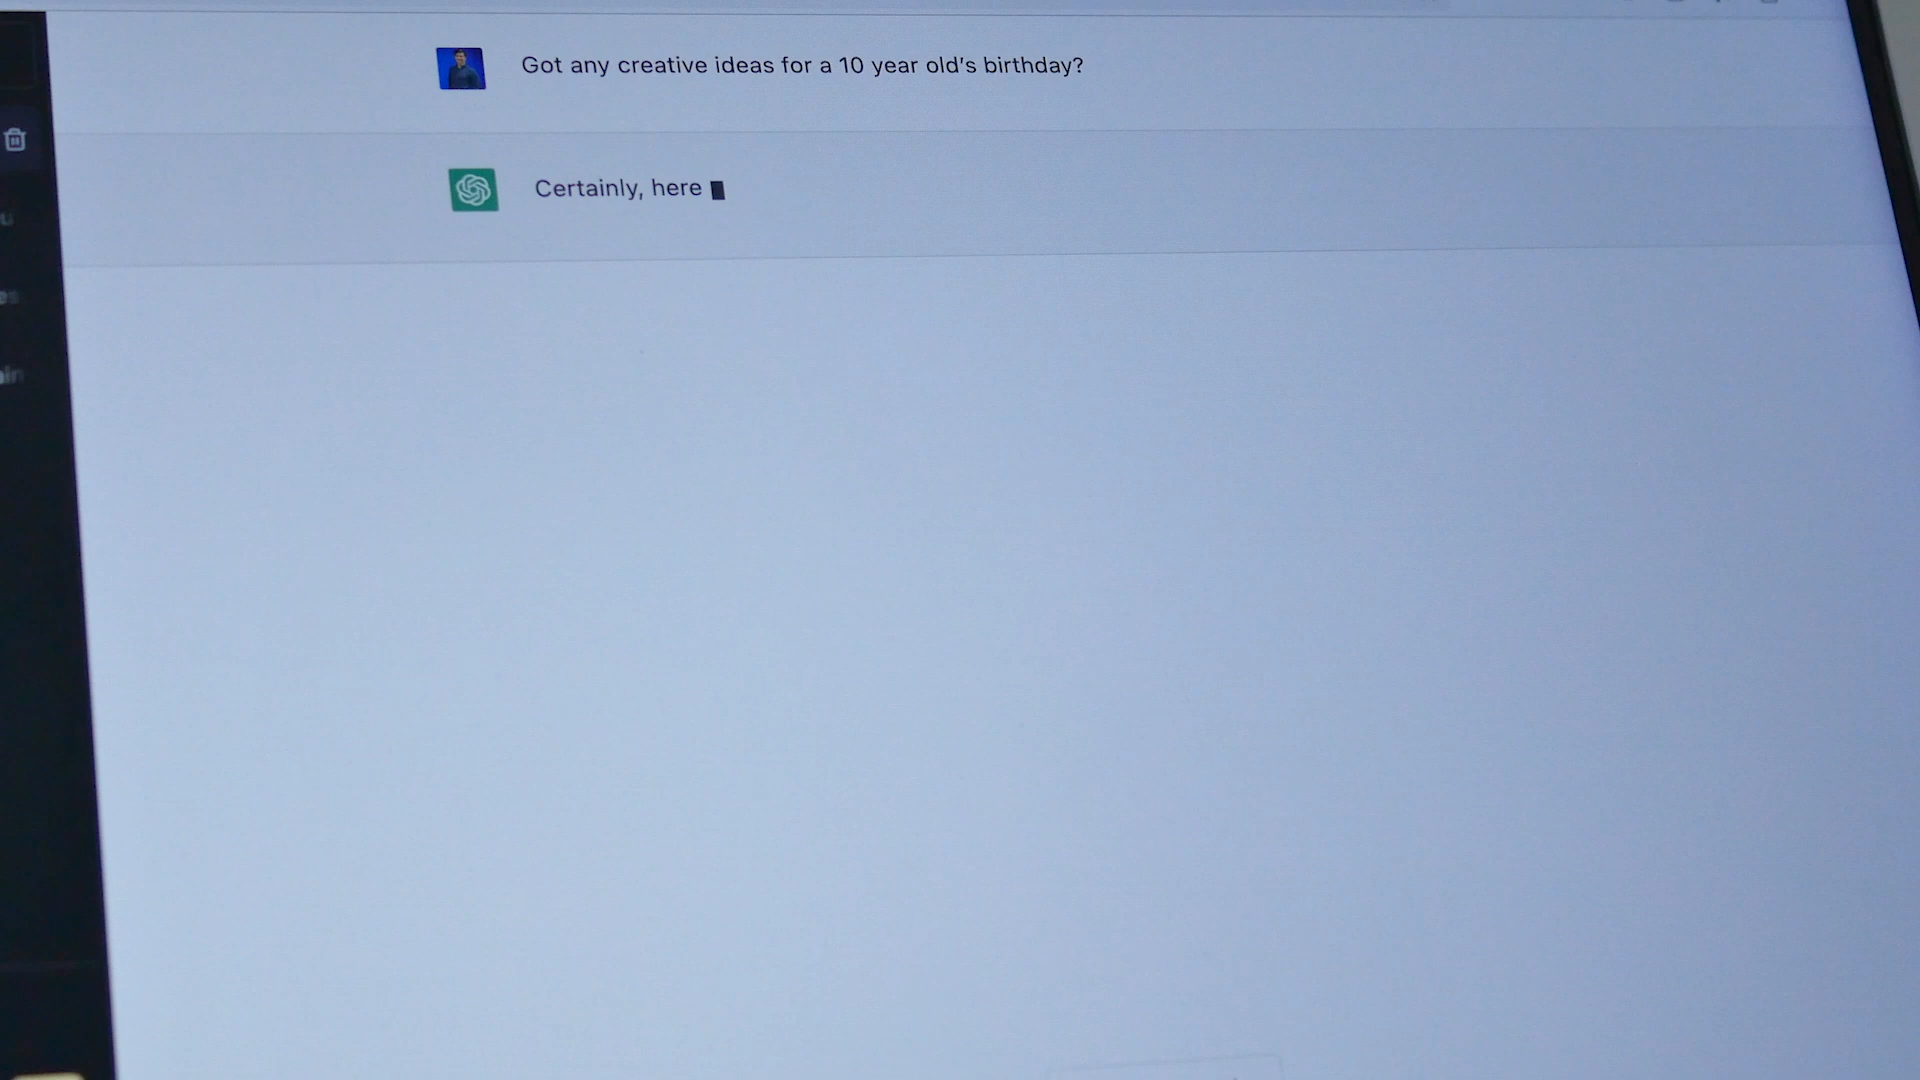 Got any creative ideas for a 10 year old's birthday?
Certainly, here